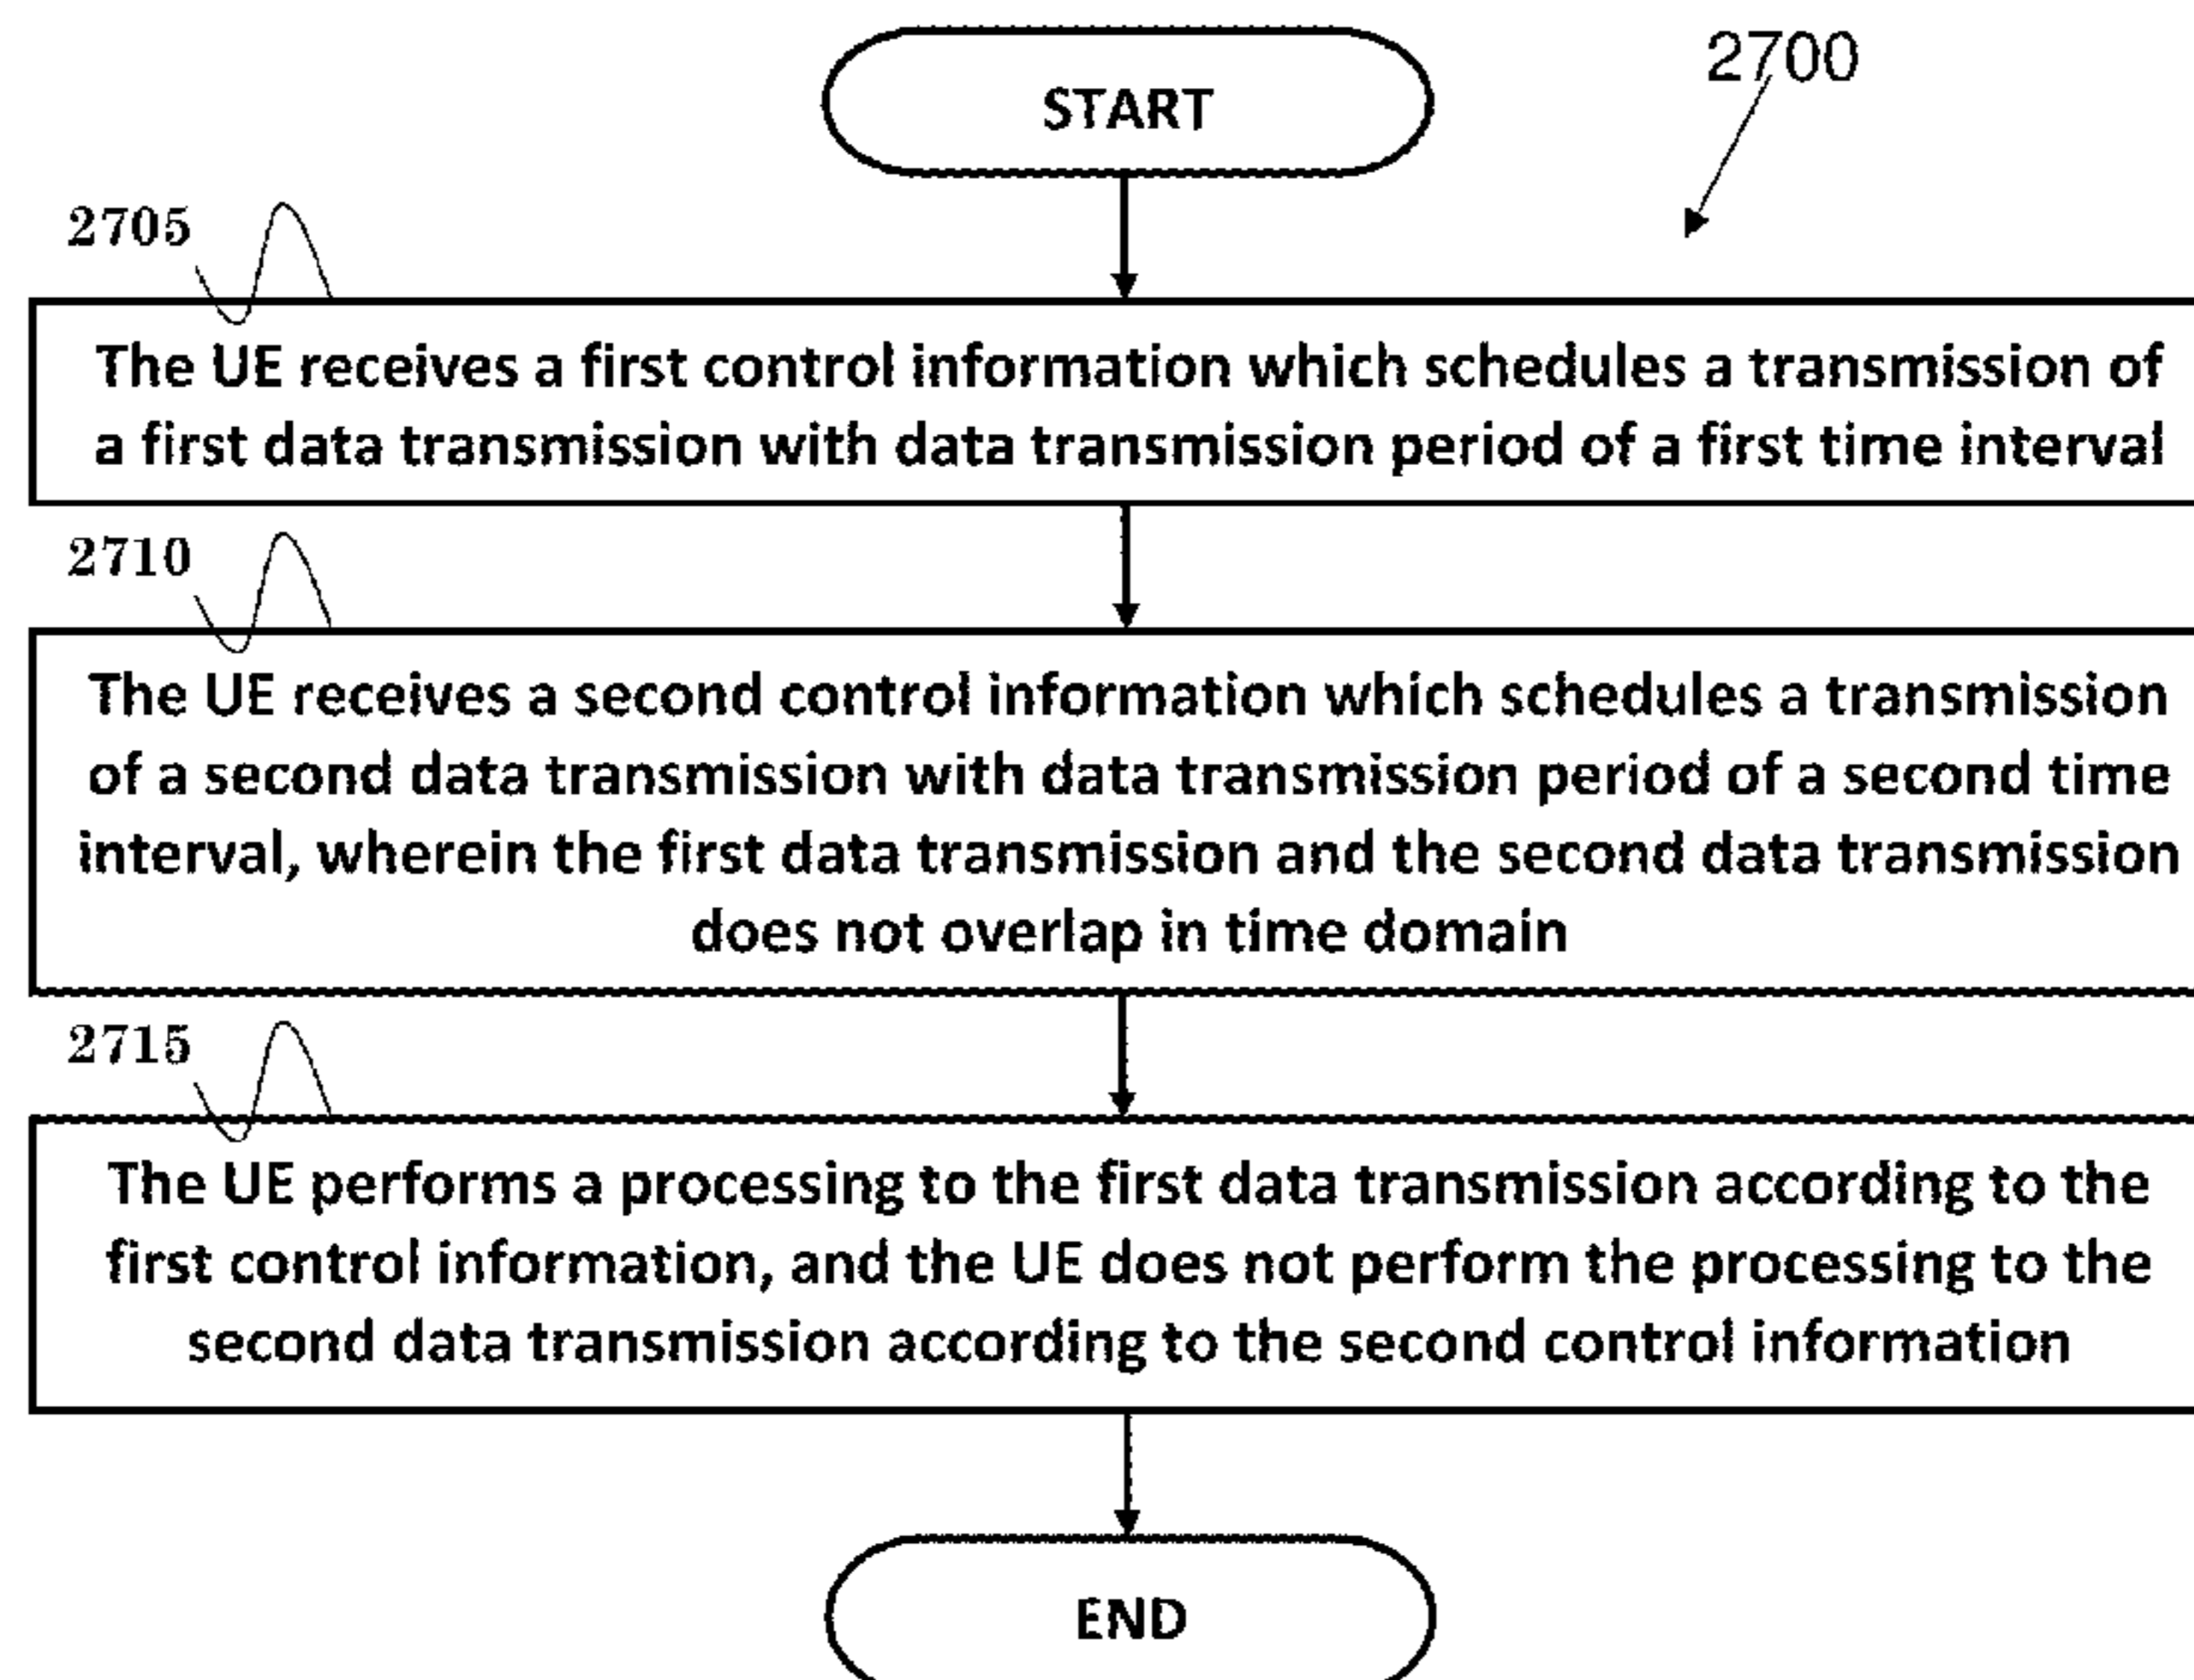 2700
START
2705
The UE receives a first control information which schedules a transmission of
a first data transmission with data transmission period of a first time interval
2710
The UE receives a second control information which schedules a transmission
of a second data transmission with data transmission period of a second time
interval, wherein the first data transmission and the second data transmission
does not overlap in time domain
2715
The UE performs a processing to the first data transmission according to the
first control information, and the UE does not perform the processing to the
second data transmission according to the second control information
END